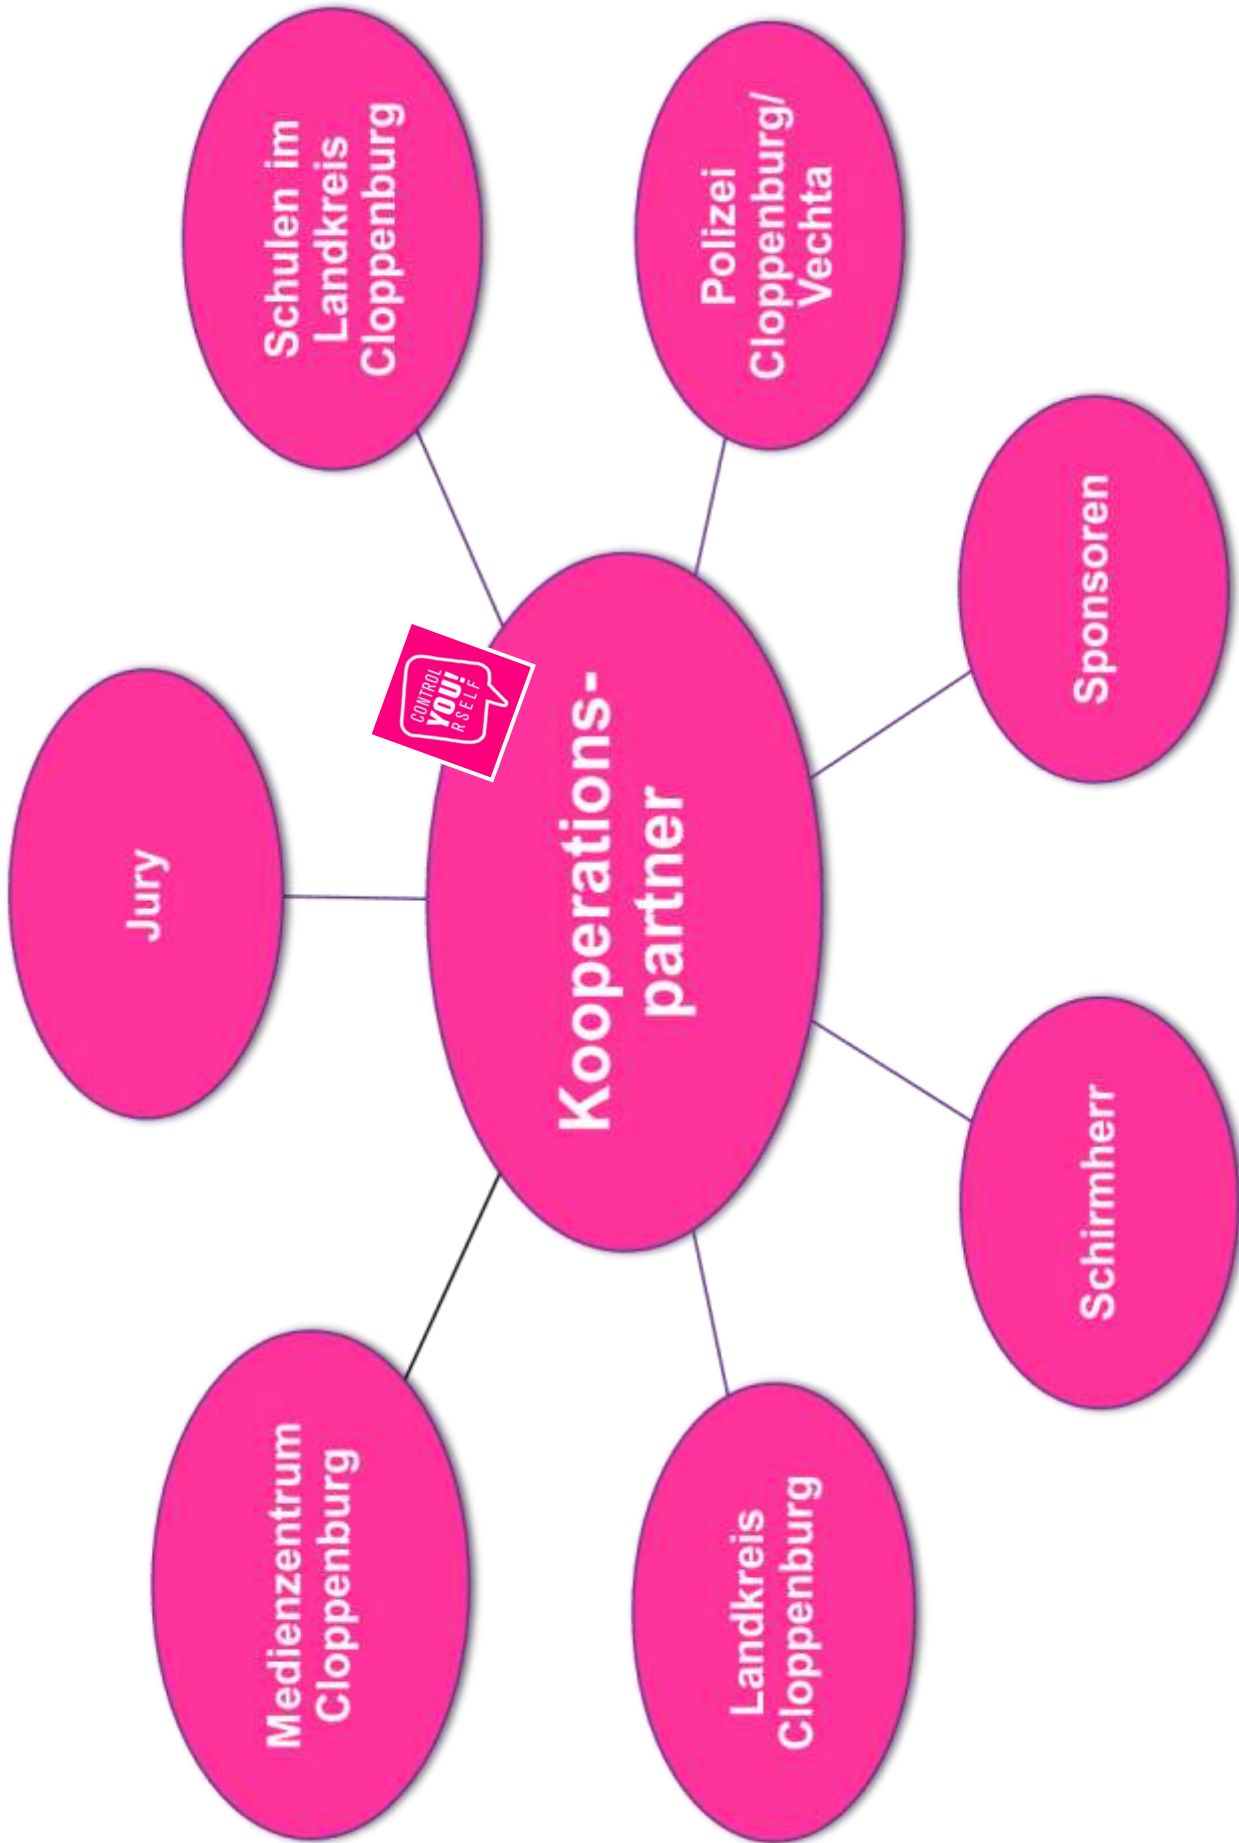 Jury
Medienzentrum
Cloppenburg
Schulen im
Landkreis
Cloppenburg
CONTROL
YOU!
RSELF
Kooperations-
partner
Landkreis
Cloppenburg
Polizei
Cloppenburg/
Vechta
Schirmherr
Sponsoren